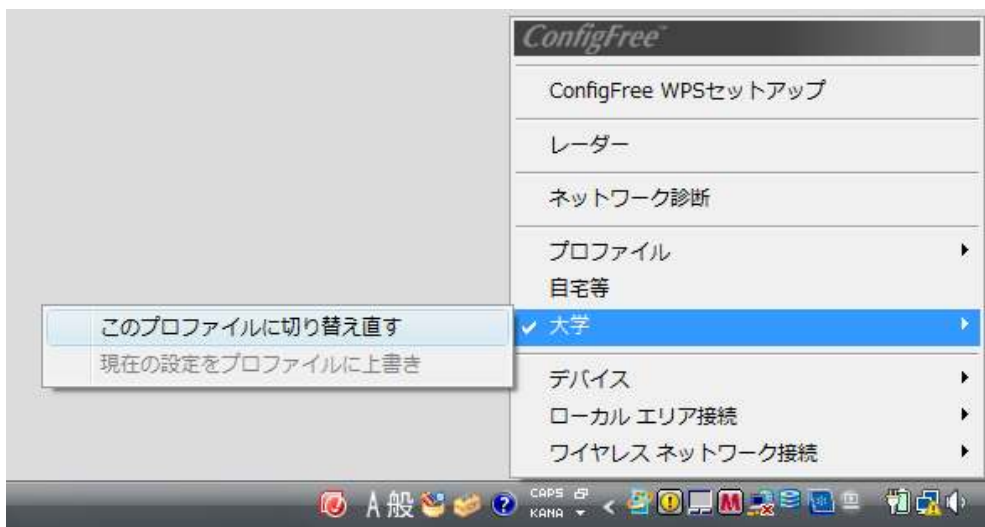 ConfigFree™
ConfigFree WPSセットアップ
レーダー
ネットワーク診断
プロファイル
自宅等
大学
このプロファイルに切り替え直す
現在の設定をプロファイルに上書き
デバイス
ローカル エリア接続
ワイヤレス ネットワーク接続
A 般
CAPS
KANA